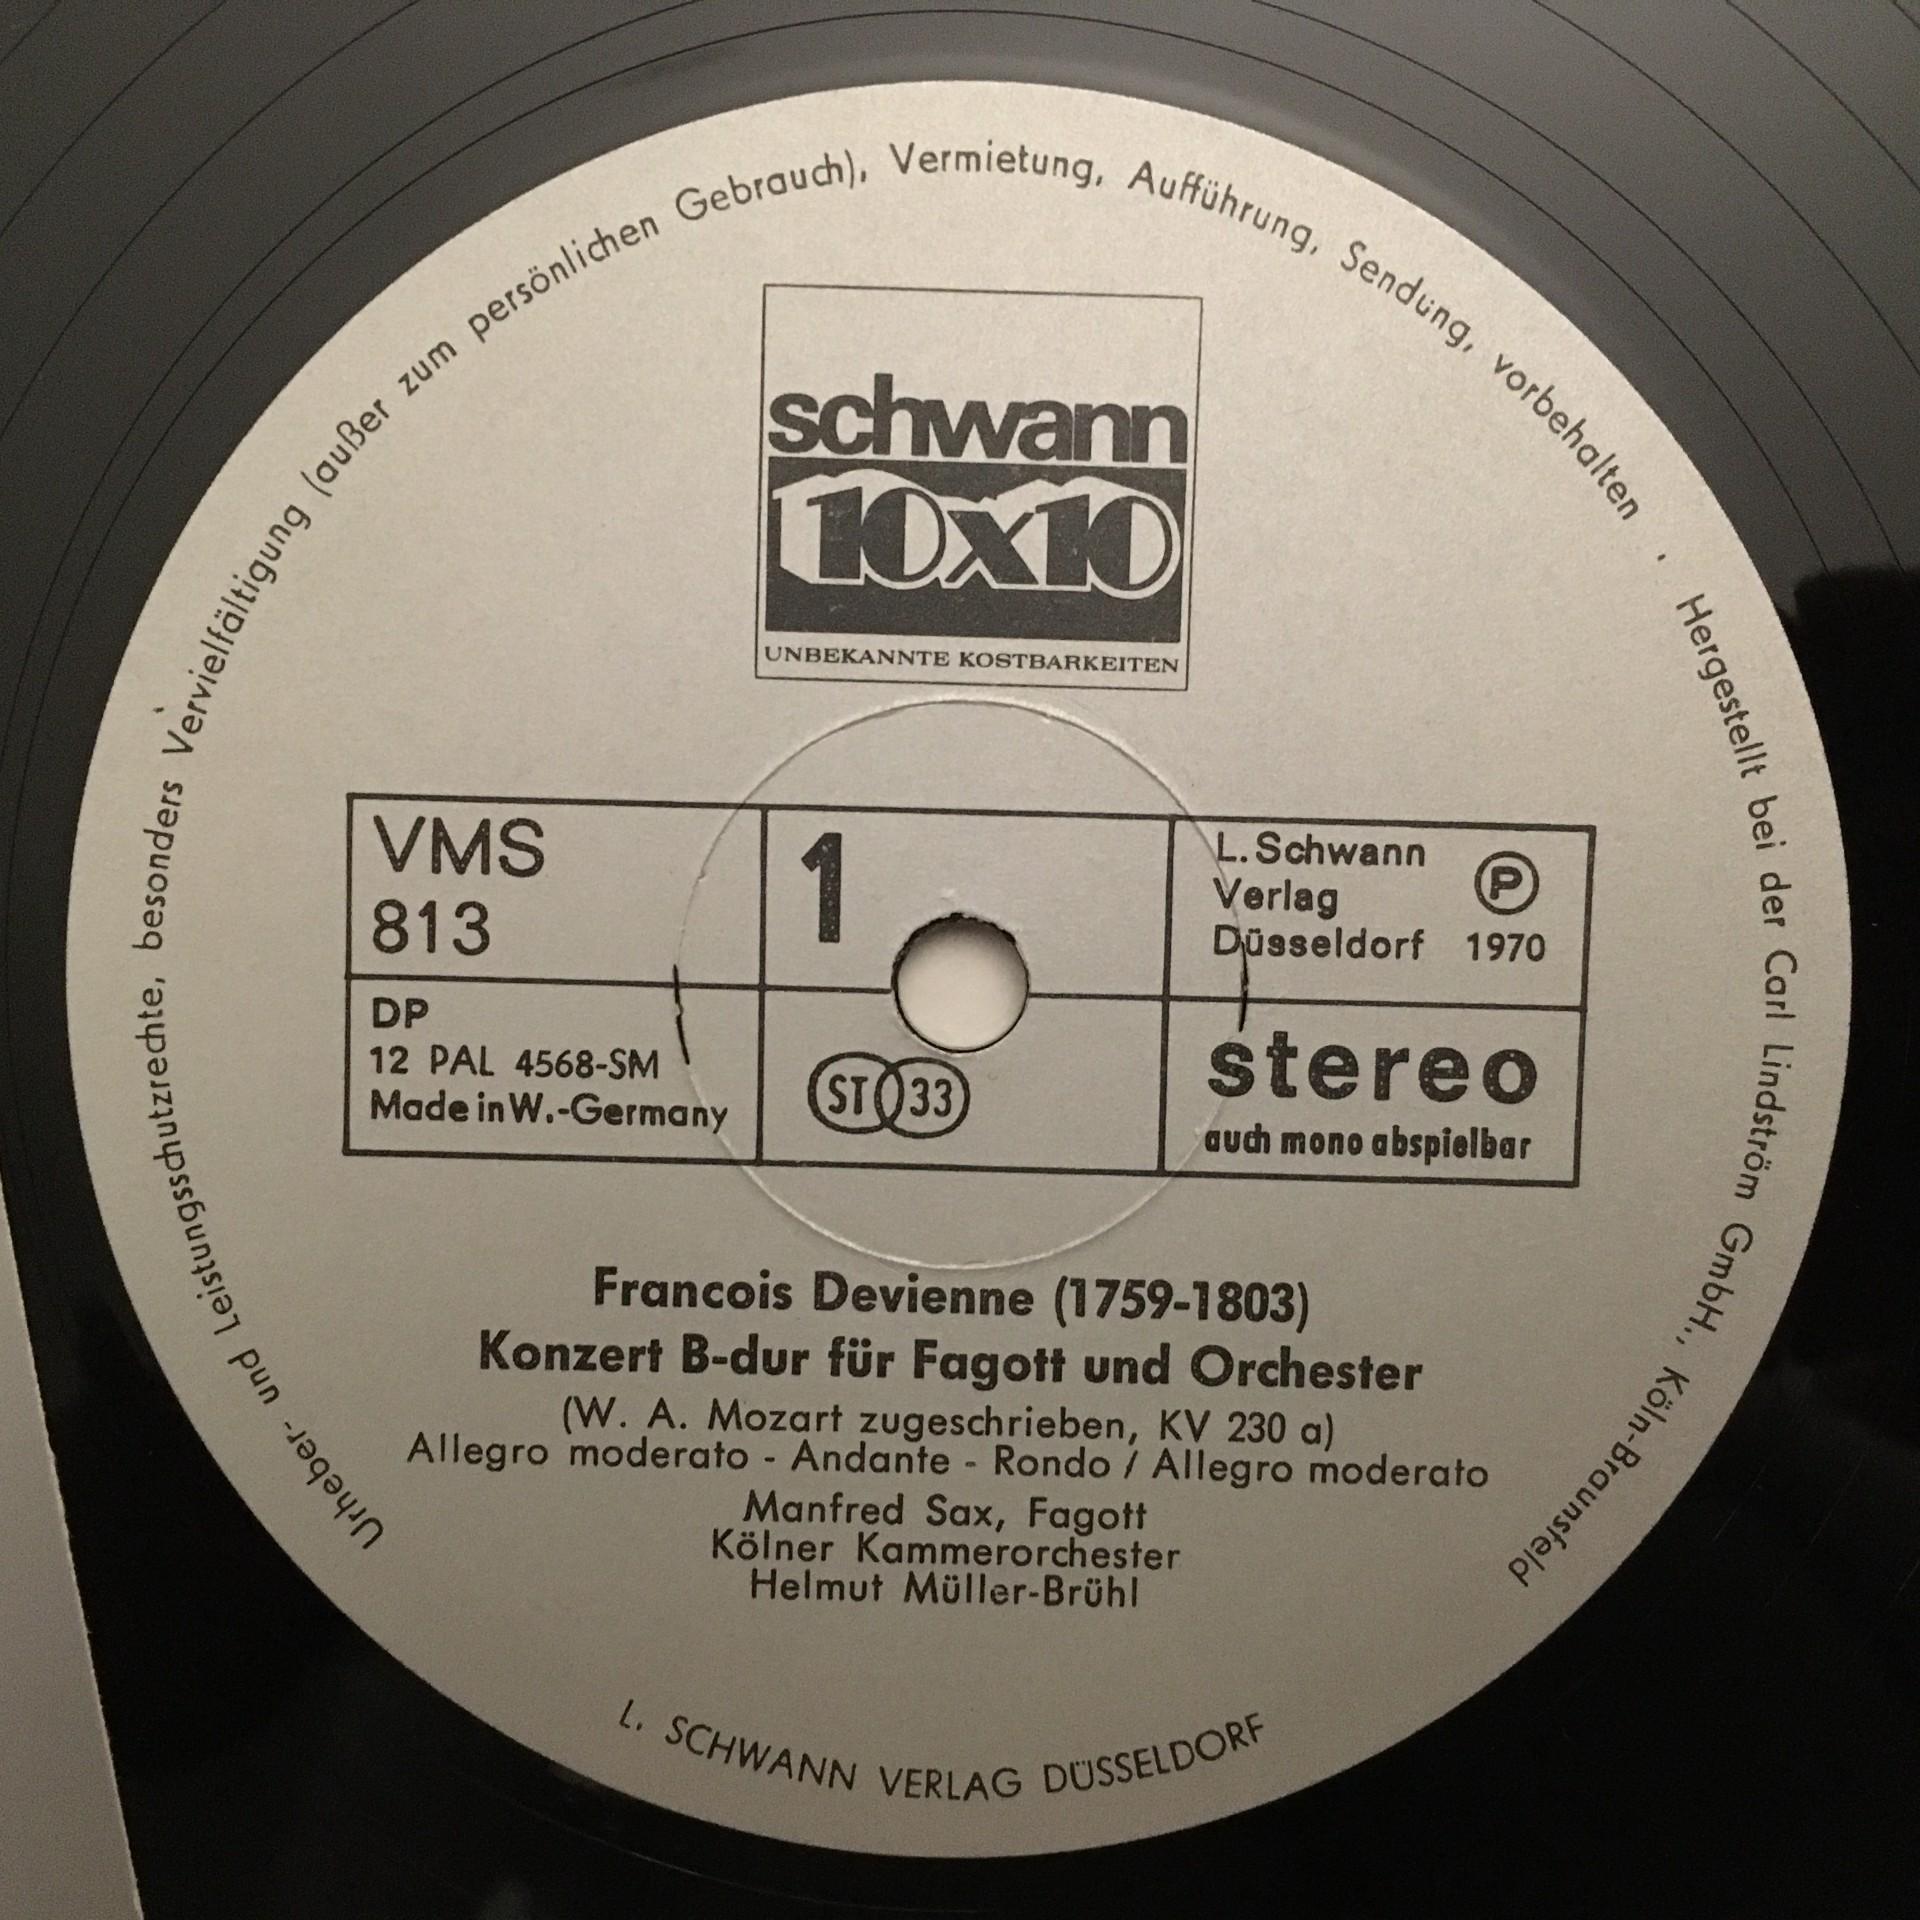 Urheber- und Leistungsschutzrechte, besonders Vervielfältigung (außer zum persönlichen Gebrauch), Vermietung, Aufführung, Sendung, vorbehalten · Hergestellt bei der Carl Lindström GmbH., Köln-Braunsfeld
schwann
10x10
UNBEKANNTE KOSTBARKEITEN
VMS
813
DP
12 PAL 4568-SM
Made in W.-Germany
1
ST 33
L. Schwann
Verlag
Düsseldorf
Ⓟ
1970
stereo
auch mono abspielbar
Francois Devienne (1759-1803)
Konzert B-dur für Fagott und Orchester
(W. A. Mozart zugeschrieben, KV 230 a)
Allegro moderato - Andante - Rondo / Allegro moderato
Manfred Sax, Fagott
Kölner Kammerorchester
Helmut Müller-Brühl
L. SCHWANN VERLAG DÜSSELDORF